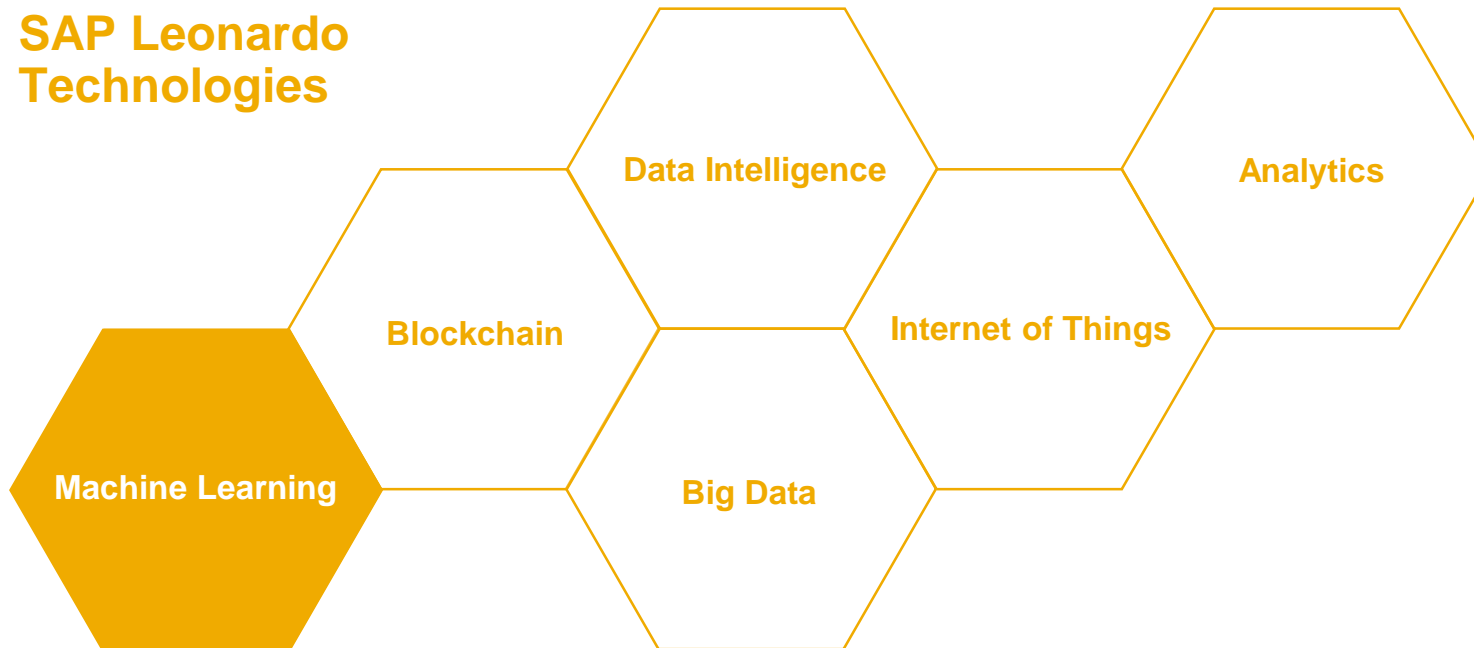 SAP Leonardo
Technologies
Data Intelligence
Analytics
Blockchain
Internet of Things
Machine Learning
Big Data